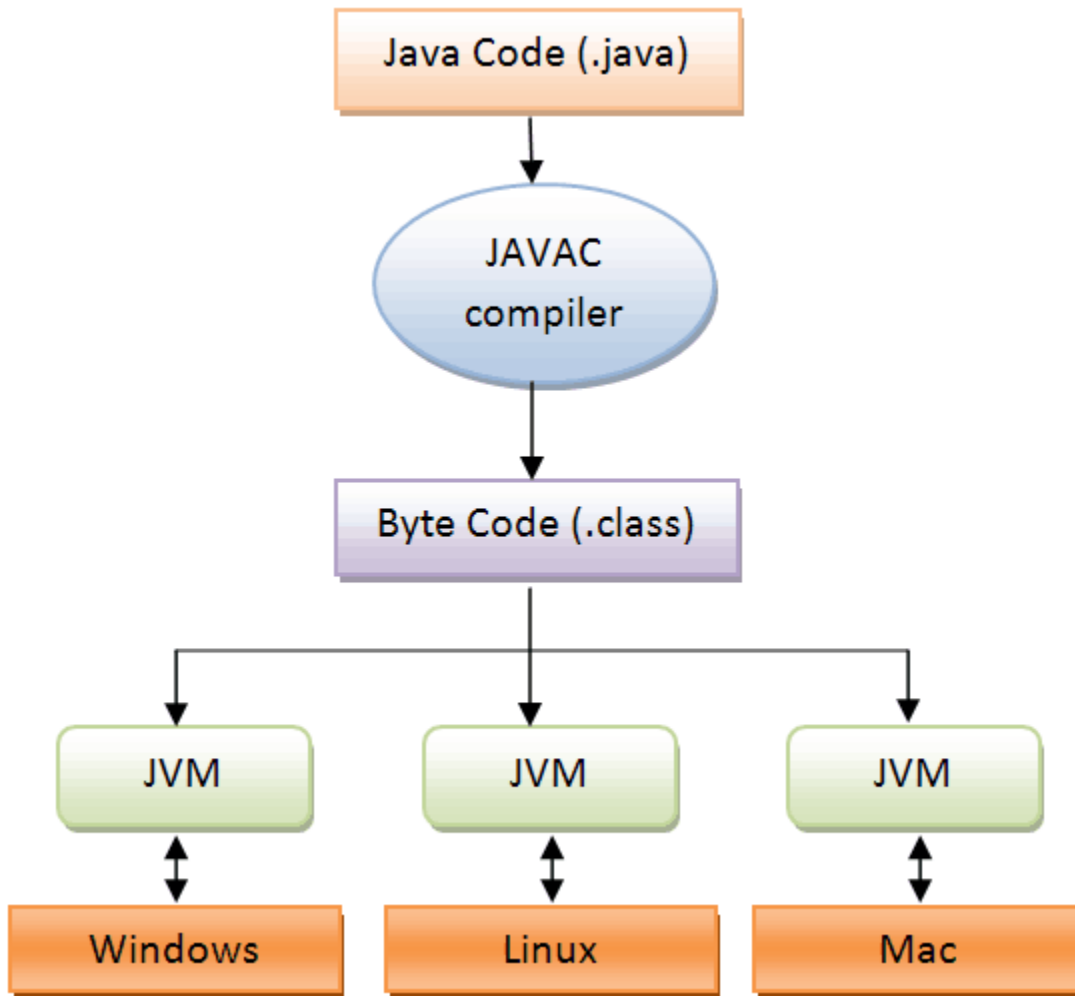 Java Code (.java)
JAVAC
compiler
Byte Code (.class)
JVM
JVM
JVM
Windows
Linux
Mac